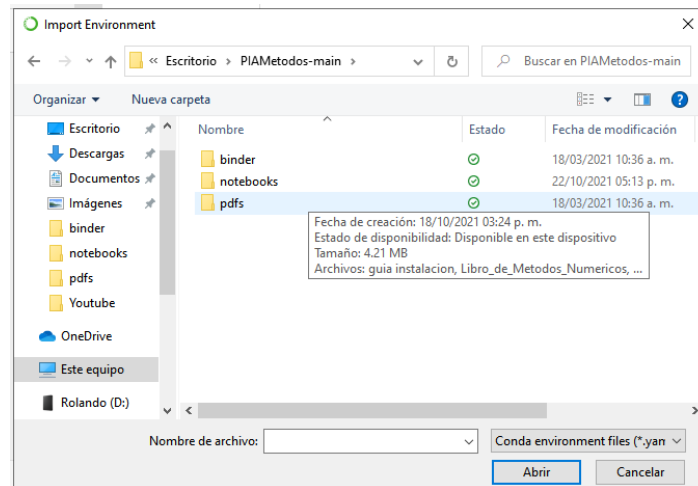 Import Environment
« Escritorio > PIAMetodos-main >
Buscar en PIAMetodos-main
Organizar Nueva carpeta
Escritorio
Descargas
Documentos
Imágenes
binder
notebooks
pdfs
Youtube
OneDrive
Este equipo
Rolando (D:)
Nombre Estado Fecha de modificación
binder 18/03/2021 10:36 a. m.
notebooks 22/10/2021 05:13 p. m.
pdfs 18/03/2021 10:36 a. m.
Fecha de creación: 18/10/2021 03:24 p. m.
Estado de disponibilidad: Disponible en este dispositivo
Tamaño: 4.21 MB
Archivos: guia instalacion, Libro_de_Metodos_Numericos, ...
Nombre de archivo:
Conda environment files (*.yan
Abrir Cancelar